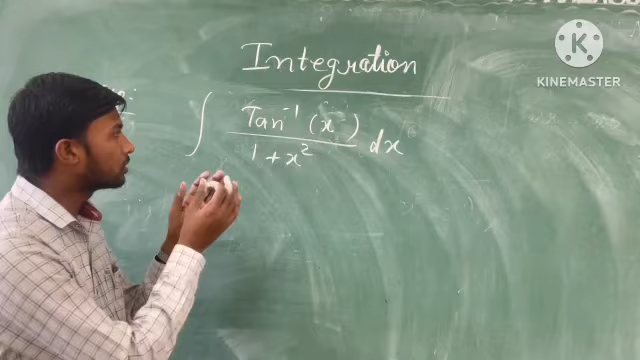 Integration
∫ Tan⁻¹(x) / 1 + x² dx
K
KINEMASTER